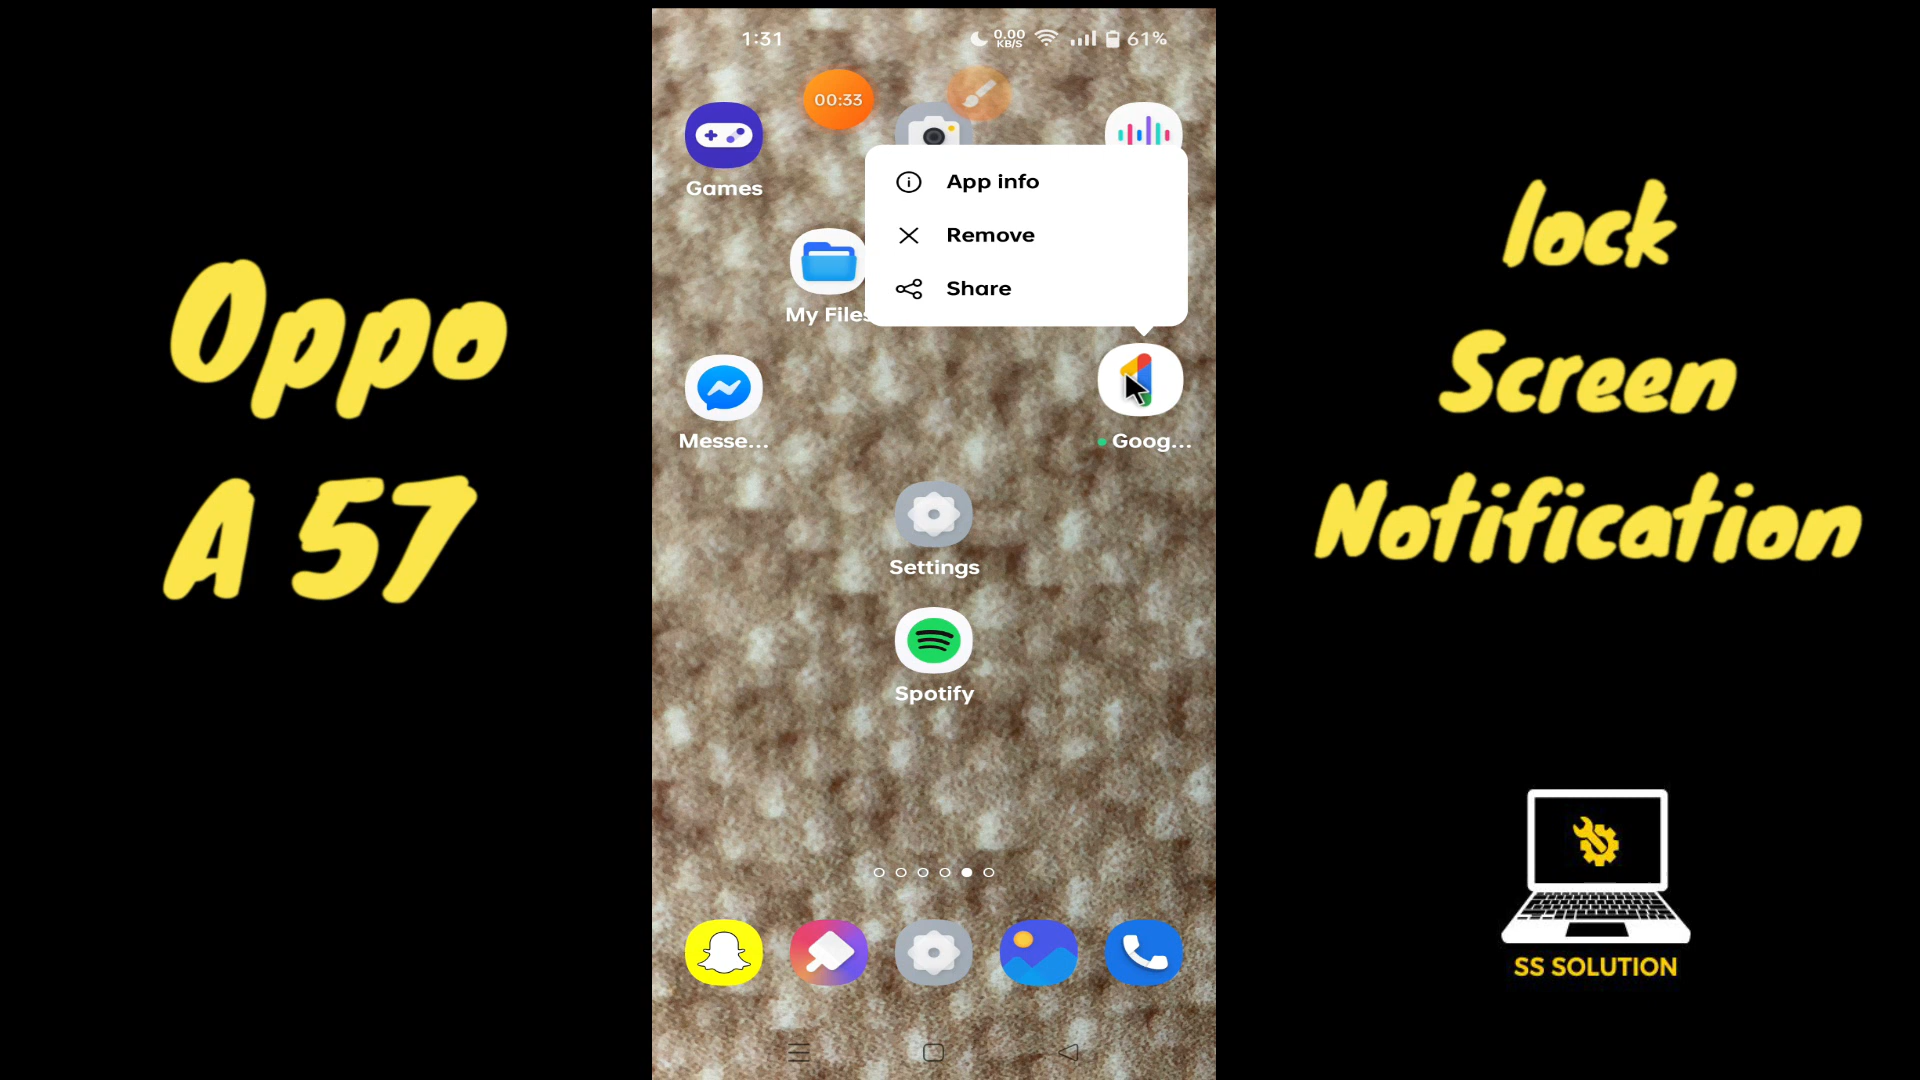 Oppo
A 57
1:31
0.00
KB/S
61%
00:33
Games
App info
Remove
Share
My Files
Messe...
Goog...
Settings
Spotify
lock
Screen
Notification
SS SOLUTION